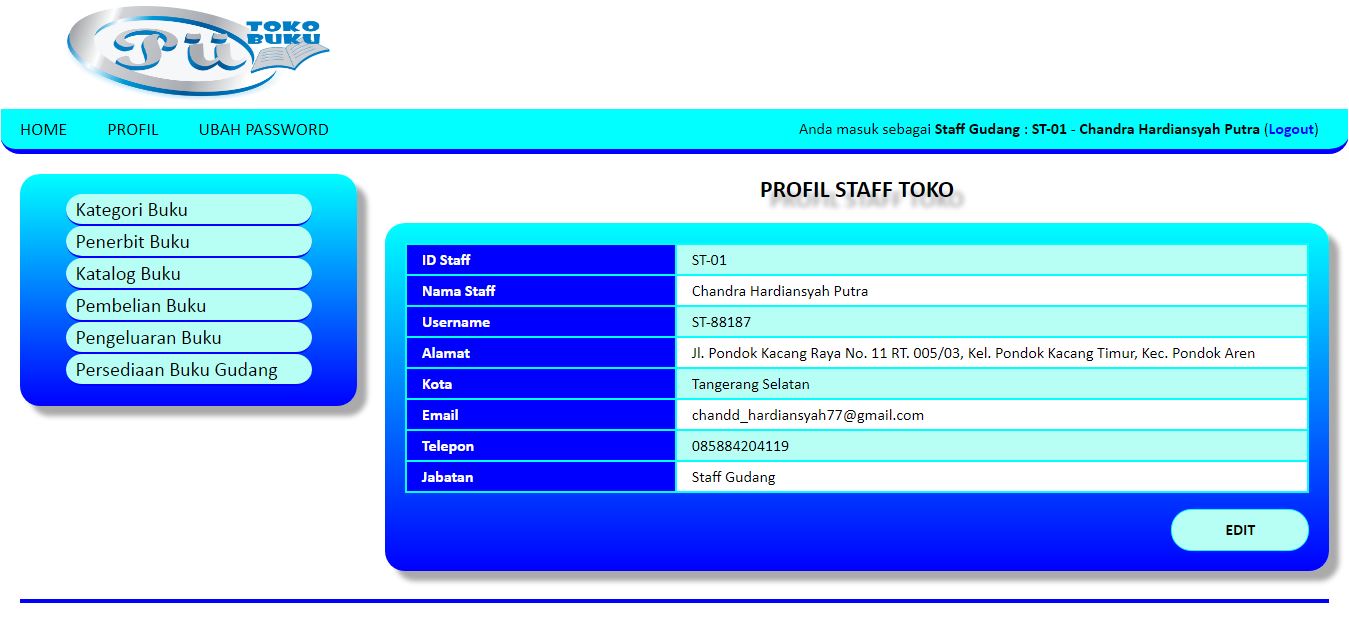 PU TOKO
BUKU
HOME PROFIL UBAH PASSWORD Anda masuk sebagai Staff Gudang : ST-01 - Chandra Hardiansyah Putra (Logout)
Kategori Buku
Penerbit Buku
Katalog Buku
Pembelian Buku
Pengeluaran Buku
Persediaan Buku Gudang
PROFIL STAFF TOKO
ID Staff ST-01
Nama Staff Chandra Hardiansyah Putra
Username ST-88187
Alamat Jl. Pondok Kacang Raya No. 11 RT. 005/03, Kel. Pondok Kacang Timur, Kec. Pondok Aren
Kota Tangerang Selatan
Email chandd_hardiansyah77@gmail.com
Telepon 085884204119
Jabatan Staff Gudang
EDIT